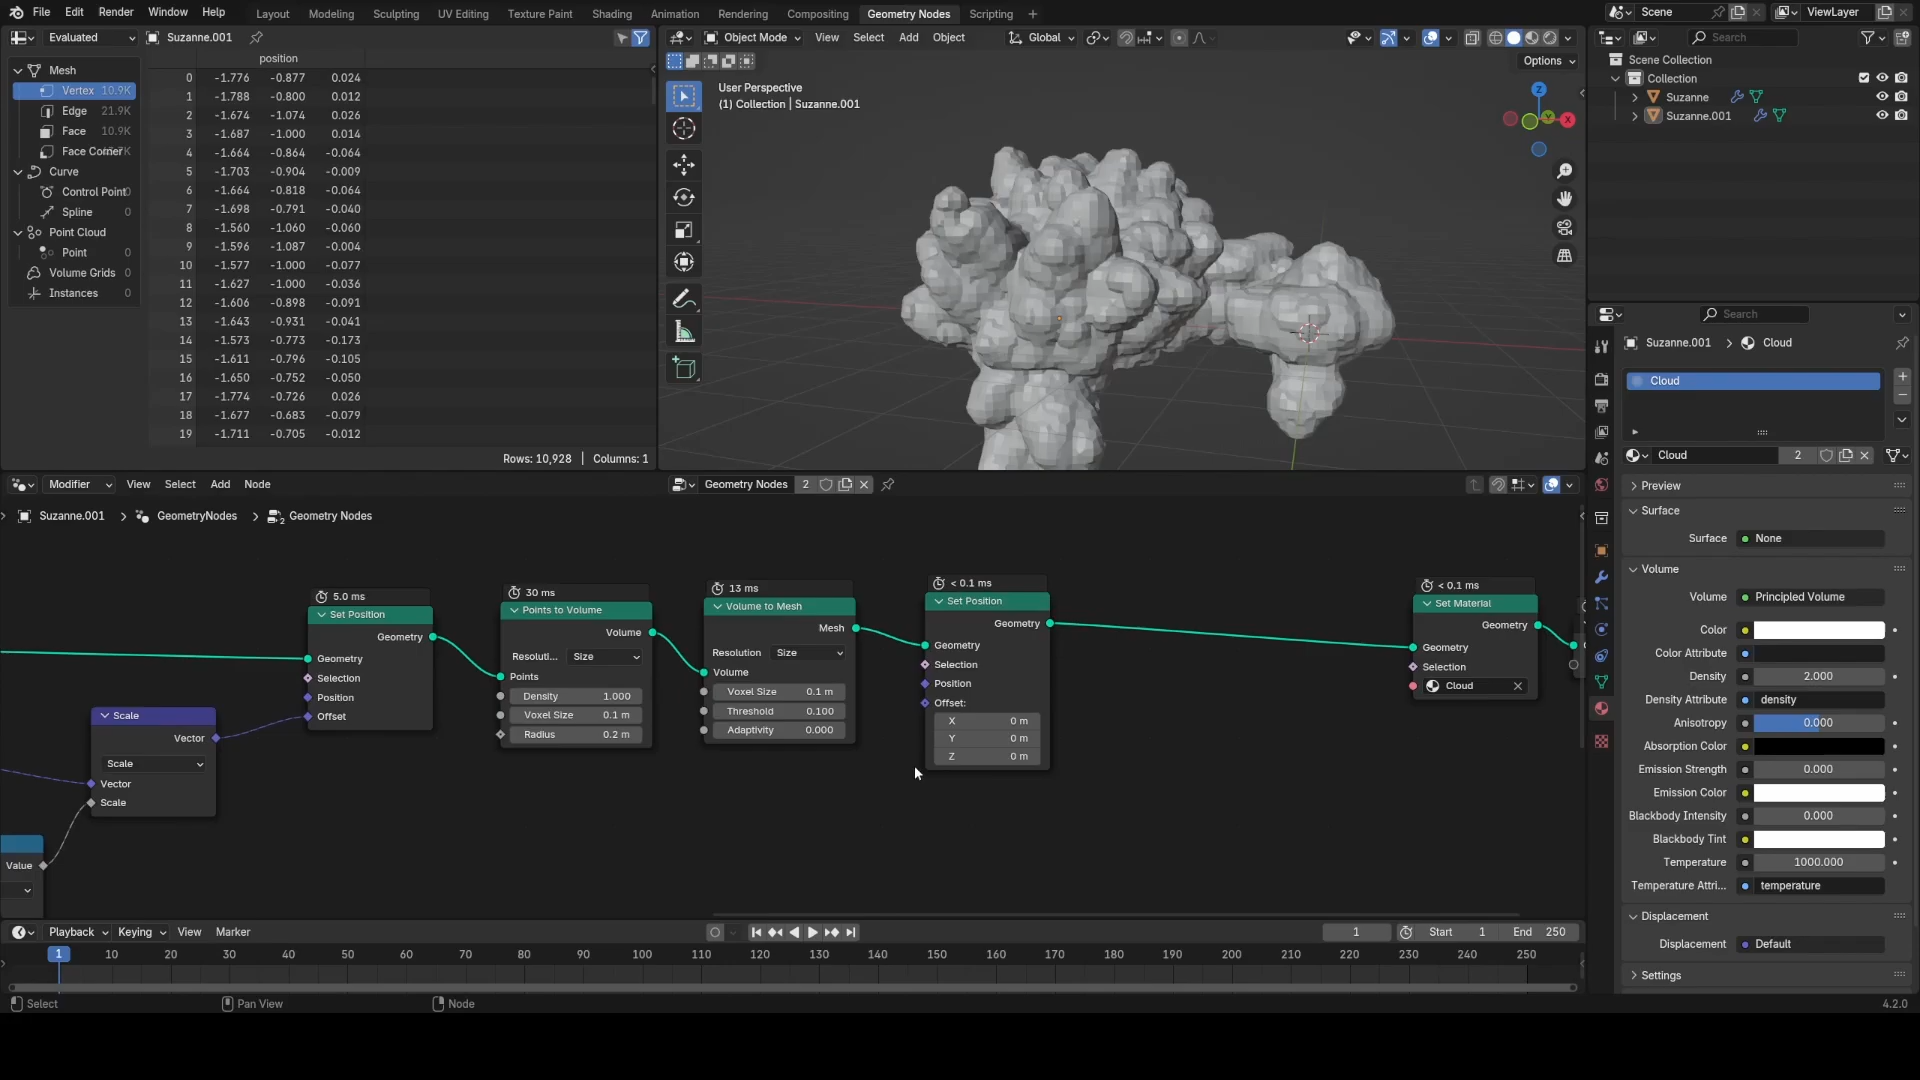 File Edit Render Window Help Layout Modeling Sculpting UV Editing Texture Paint Shading Animation Rendering Compositing Geometry Nodes Scripting + Scene ViewLayer
Evaluated Suzanne.001
position
Mesh
Vertex 10.9K
Edge 21.9K
Face 10.9K
Face Corner
Curve
Control Point 0
Spline 0
Point Cloud
Point 0
Volume Grids 0
Instances 0
0 -1.776 -0.877 0.024
1 -1.788 -0.800 0.012
2 -1.674 -1.074 0.026
3 -1.687 -1.000 0.014
4 -1.664 -0.864 -0.064
5 -1.703 -0.904 -0.009
6 -1.664 -0.818 -0.064
7 -1.698 -0.791 -0.040
8 -1.560 -1.060 -0.060
9 -1.596 -1.087 -0.004
10 -1.577 -1.000 -0.077
11 -1.627 -1.000 -0.036
12 -1.606 -0.898 -0.091
13 -1.643 -0.931 -0.041
14 -1.573 -0.773 -0.173
15 -1.611 -0.796 -0.105
16 -1.650 -0.752 -0.050
17 -1.774 -0.726 0.026
18 -1.677 -0.683 -0.079
19 -1.711 -0.705 -0.012
Rows: 10,928 | Columns: 1
Object Mode View Select Add Object Global
Options
User Perspective
(1) Collection | Suzanne.001
Z
Y
X
Search
Scene Collection
Collection
Suzanne
Suzanne.001
Modifier View Select Add Node Geometry Nodes 2
Suzanne.001 > GeometryNodes > Geometry Nodes
Scale
Vector
Scale
Vector
Scale
Value
5.0 ms
Set Position
Geometry
Geometry
Selection
Position
Offset
30 ms
Points to Volume
Volume
Resoluti... Size
Points
Density 1.000
Voxel Size 0.1 m
Radius 0.2 m
13 ms
Volume to Mesh
Mesh
Resolution Size
Volume
Voxel Size 0.1 m
Threshold 0.100
Adaptivity 0.000
< 0.1 ms
Set Position
Geometry
Geometry
Selection
Position
Offset:
X 0 m
Y 0 m
Z 0 m
< 0.1 ms
Set Material
Geometry
Geometry
Selection
Cloud
Search
Suzanne.001 > Cloud
Cloud
Cloud 2
Preview
Surface
Surface None
Volume
Volume Principled Volume
Color
Color Attribute
Density 2.000
Density Attribute density
Anisotropy 0.000
Absorption Color
Emission Strength 0.000
Emission Color
Blackbody Intensity 0.000
Blackbody Tint
Temperature 1000.000
Temperature Attri... temperature
Displacement
Displacement Default
Settings
Playback Keying View Marker 1 Start 1 End 250
1 10 20 30 40 50 60 70 80 90 100 110 120 130 140 150 160 170 180 190 200 210 220 230 240 250
Select Pan View Node 4.2.0